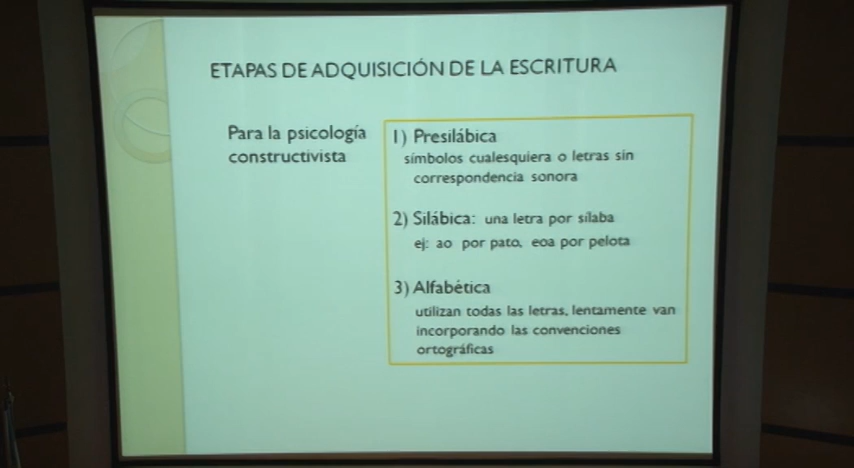 ETAPAS DE ADQUISICIÓN DE LA ESCRITURA
Para la psicología
constructivista
1) Presilábica
símbolos cualesquiera o letras sin
correspondencia sonora
2) Silábica: una letra por sílaba
ej: ao por pato, eoa por pelota
3) Alfabética
utilizan todas las letras, lentamente van
incorporando las convenciones
ortográficas